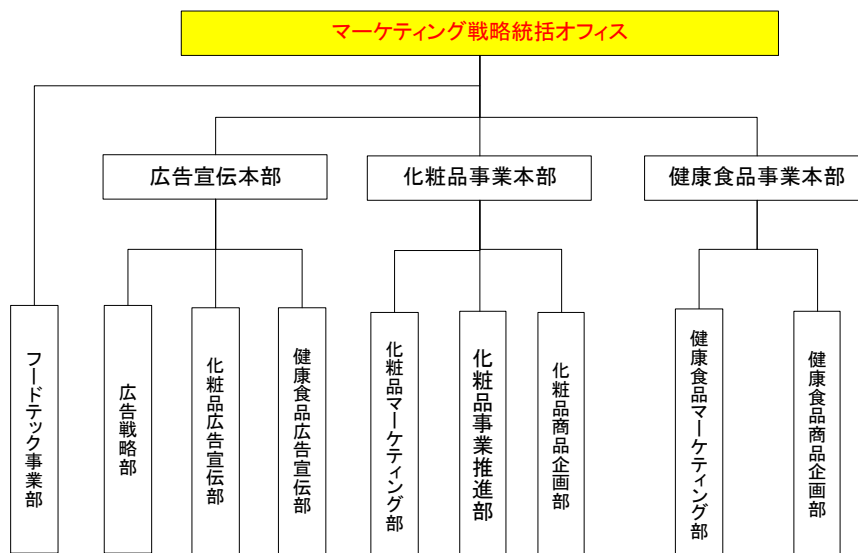 マーケティング戦略統括オフィス
広告宣伝本部
化粧品事業本部
健康食品事業本部
フードテック事業部
広告戦略部
化粧品広告宣伝部
健康食品広告宣伝部
化粧品マーケティング部
化粧品事業推進部
化粧品商品企画部
健康食品マーケティング部
健康食品商品企画部